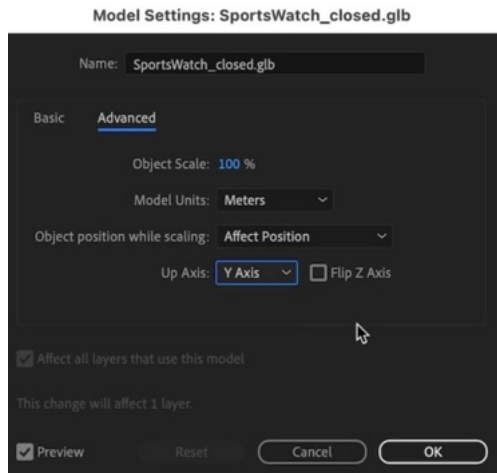 Model Settings: SportsWatch_closed.glb
Name: SportsWatch_closed.glb
Basic Advanced
Object Scale: 100 %
Model Units: Meters
Object position while scaling: Affect Position
Up Axis: Y Axis Flip Z Axis
Affect all layers that use this model
This change will affect 1 layer.
Preview Reset Cancel OK